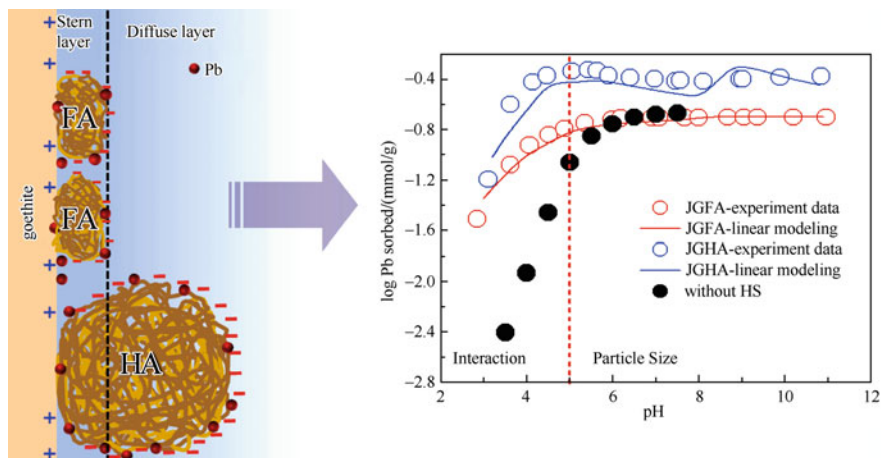 Stern
layer
Diffuse layer
Pb
FA
FA
HA
goethite
log Pb sorbed/(mmol/g)
−0.4
−0.8
−1.2
−1.6
−2.0
−2.4
−2.8
JGFA-experiment data
JGFA-linear modeling
JGHA-experiment data
JGHA-linear modeling
without HS
Interaction
Particle Size
2 4 6 8 10 12
pH